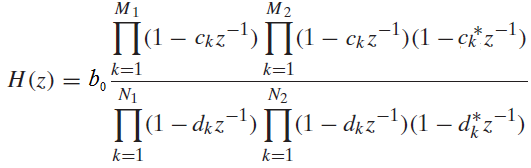 H(z) = b₀ \frac{\prod_{k=1}^{M_1} (1 - c_k z^{-1}) \prod_{k=1}^{M_2} (1 - c_k z^{-1})(1 - c_k^* z^{-1})}{\prod_{k=1}^{N_1} (1 - d_k z^{-1}) \prod_{k=1}^{N_2} (1 - d_k z^{-1})(1 - d_k^* z^{-1})}